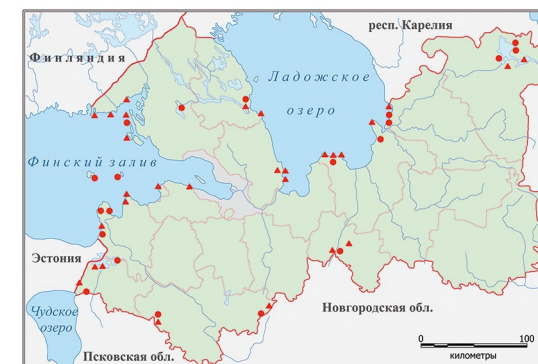 респ. Карелия
Финляндия
Ладожское
озеро
Финский залив
Эстония
Чудское
озеро
Новгородская обл.
Псковская обл.
0 100
километры